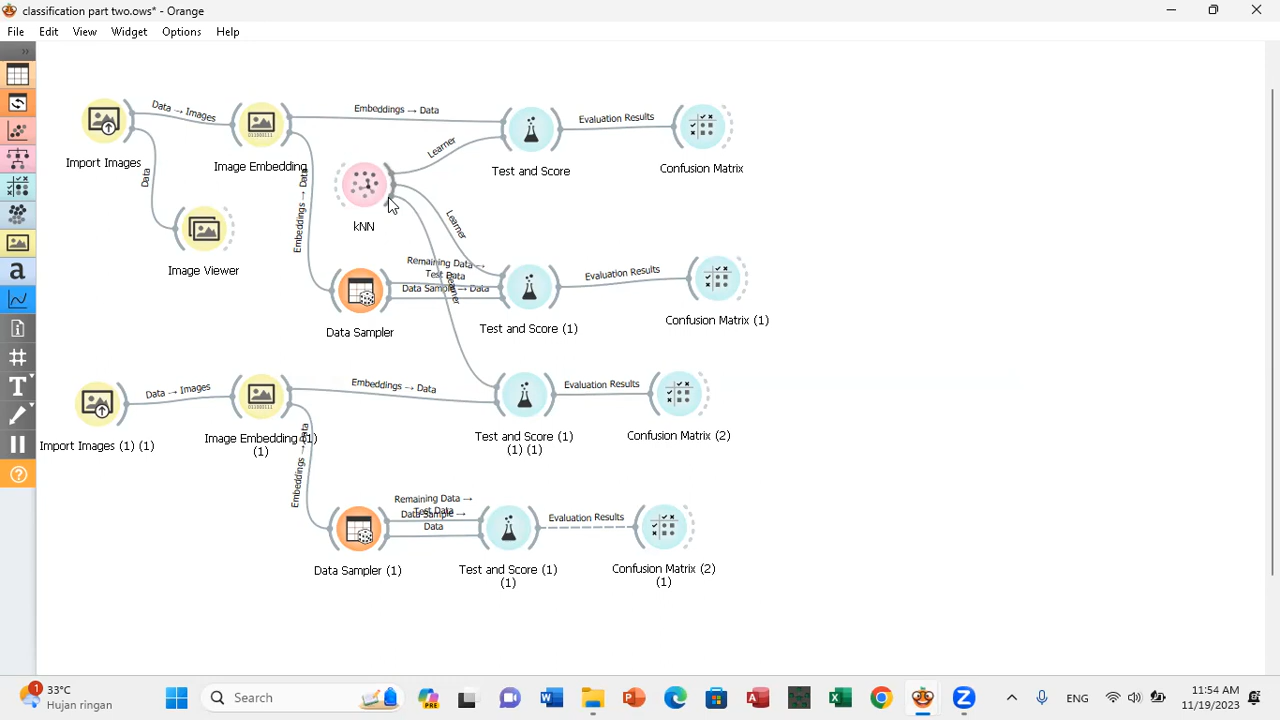 classification part two.ows* - Orange
File Edit View Widget Options Help
Data → Images
Embeddings → Data
Evaluation Results
Import Images
Image Embedding
Test and Score
Confusion Matrix
Learner
Data
Embeddings → Data
kNN
Learner
Image Viewer
Remaining Data →
Test Data
Data Sample → Data
Learner
Evaluation Results
Data Sampler
Test and Score (1)
Confusion Matrix (1)
Data → Images
Embeddings → Data
Evaluation Results
Import Images (1) (1)
Image Embedding (1)
(1)
Test and Score (1)
(1) (1)
Confusion Matrix (2)
Embeddings → Data
Remaining Data →
Test Data
Data Sample →
Data
Evaluation Results
Data Sampler (1)
Test and Score (1)
(1)
Confusion Matrix (2)
(1)
a
T
1
33°C
Hujan ringan
Search
PRE
ENG
11:54 AM
11/19/2023